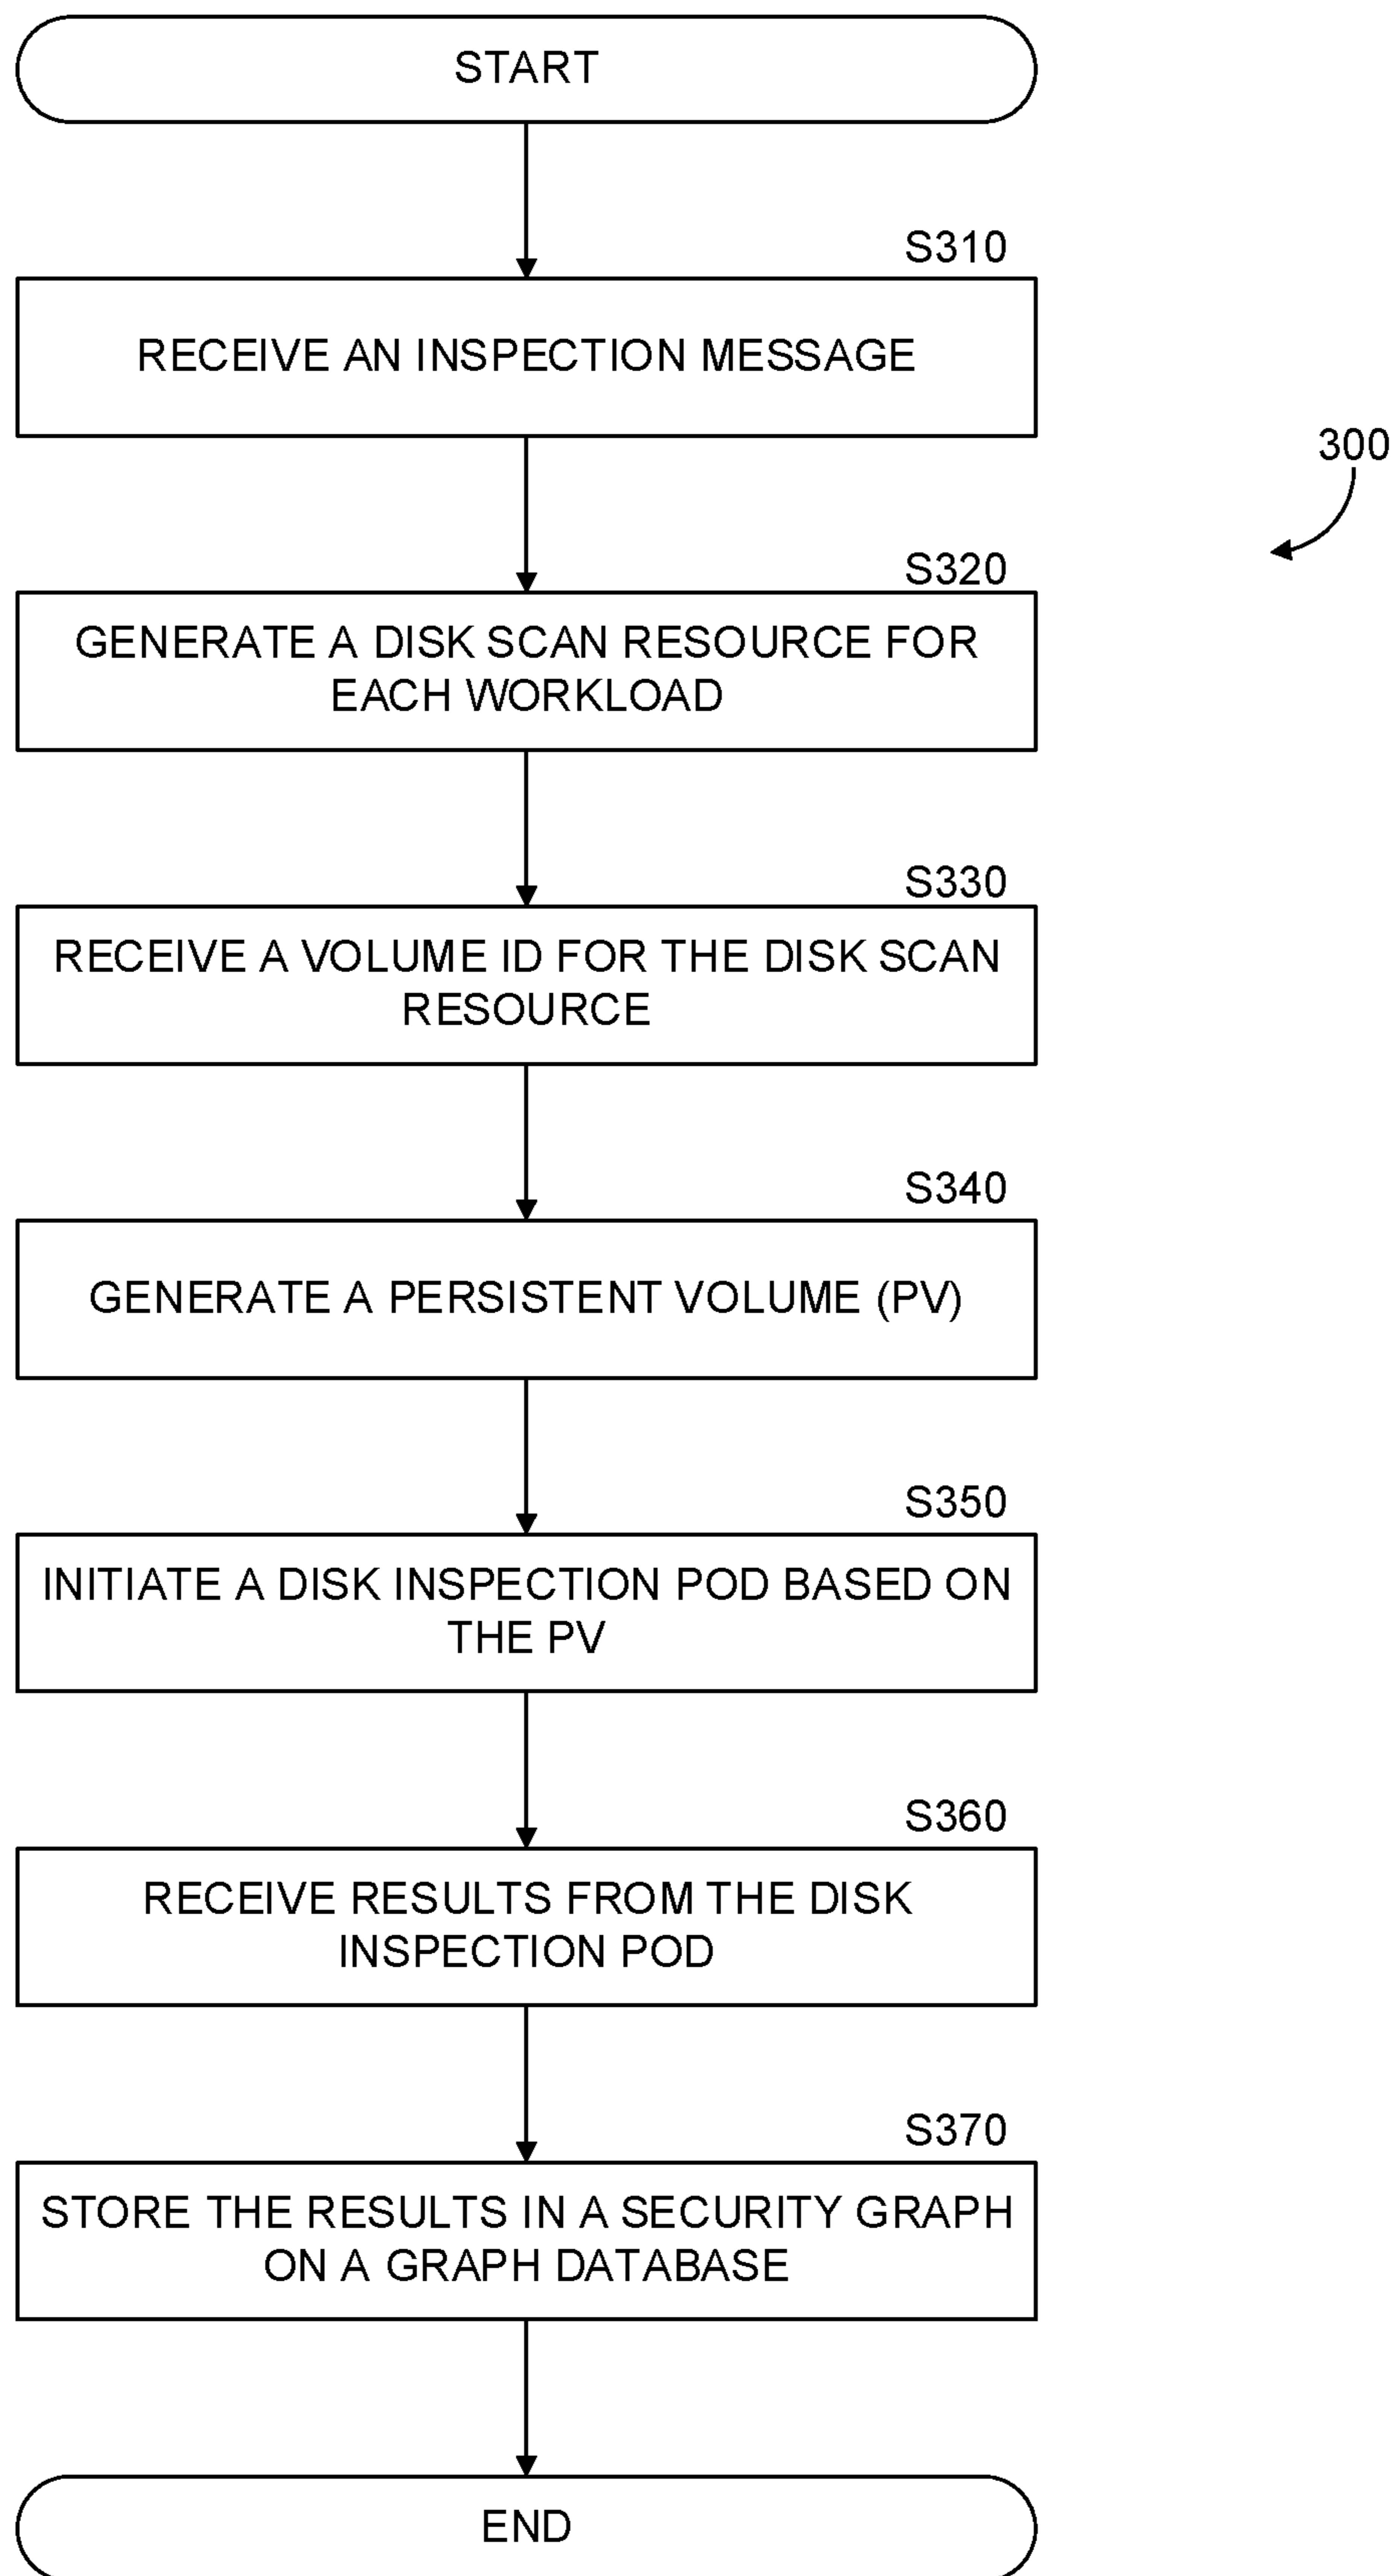 START
S310
RECEIVE AN INSPECTION MESSAGE
300
S320
GENERATE A DISK SCAN RESOURCE FOR
EACH WORKLOAD
S330
RECEIVE A VOLUME ID FOR THE DISK SCAN
RESOURCE
S340
GENERATE A PERSISTENT VOLUME (PV)
S350
INITIATE A DISK INSPECTION POD BASED ON
THE PV
S360
RECEIVE RESULTS FROM THE DISK
INSPECTION POD
S370
STORE THE RESULTS IN A SECURITY GRAPH
ON A GRAPH DATABASE
END